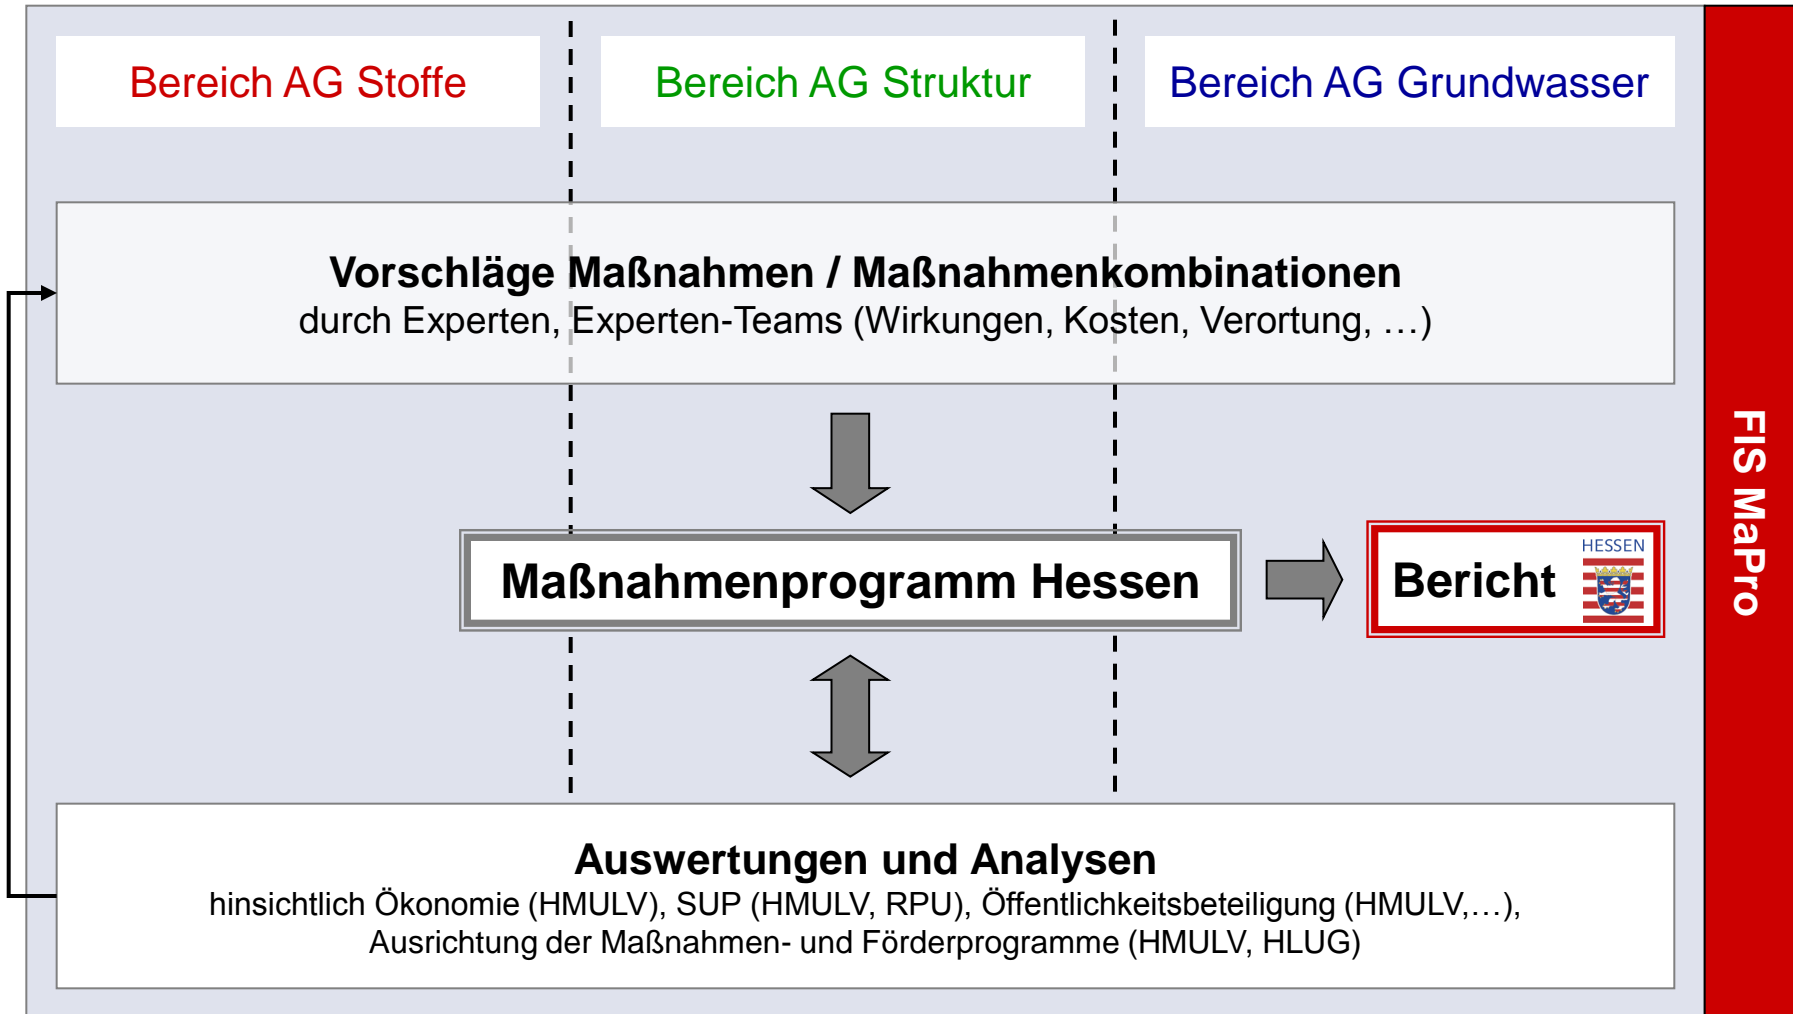 Bereich AG Stoffe
Bereich AG Struktur
Bereich AG Grundwasser
Vorschläge Maßnahmen / Maßnahmenkombinationen
durch Experten, Experten-Teams (Wirkungen, Kosten, Verortung, …)
Maßnahmenprogramm Hessen
Bericht
HESSEN
Auswertungen und Analysen
hinsichtlich Ökonomie (HMULV), SUP (HMULV, RPU), Öffentlichkeitsbeteiligung (HMULV,…),
Ausrichtung der Maßnahmen- und Förderprogramme (HMULV, HLUG)
FIS MaPro